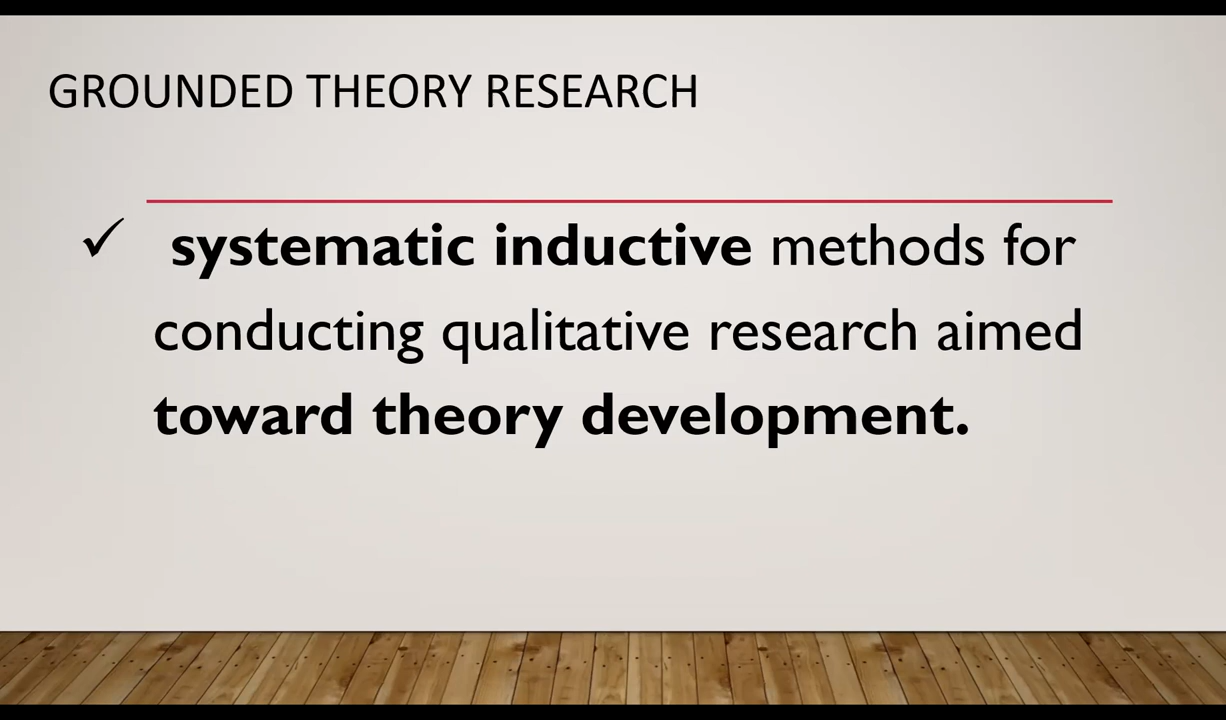 GROUNDED THEORY RESEARCH
✓ systematic inductive methods for
conducting qualitative research aimed
toward theory development.